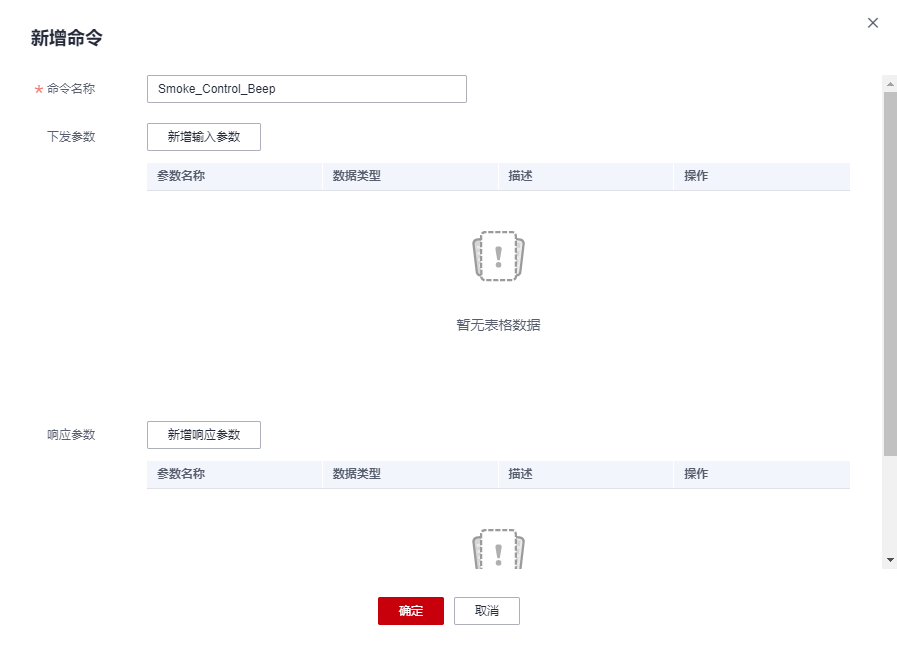 新增命令
* 命令名称 Smoke_Control_Beep
下发参数 新增输入参数
参数名称 数据类型 描述 操作
暂无表格数据
响应参数 新增响应参数
参数名称 数据类型 描述 操作
确定 取消